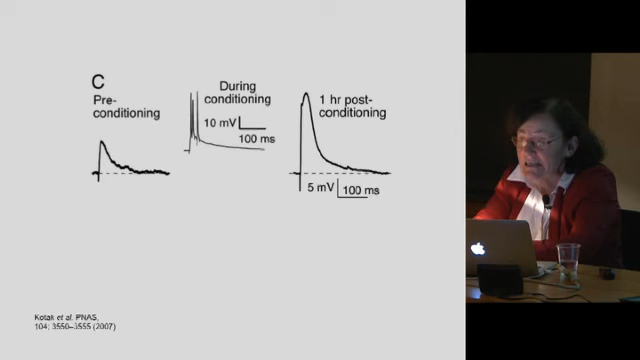 C
Pre-
conditioning
During
conditioning
10 mV
100 ms
1 hr post-
conditioning
5 mV
100 ms
Kotak et al. PNAS,
104; 3550–3555 (2007)